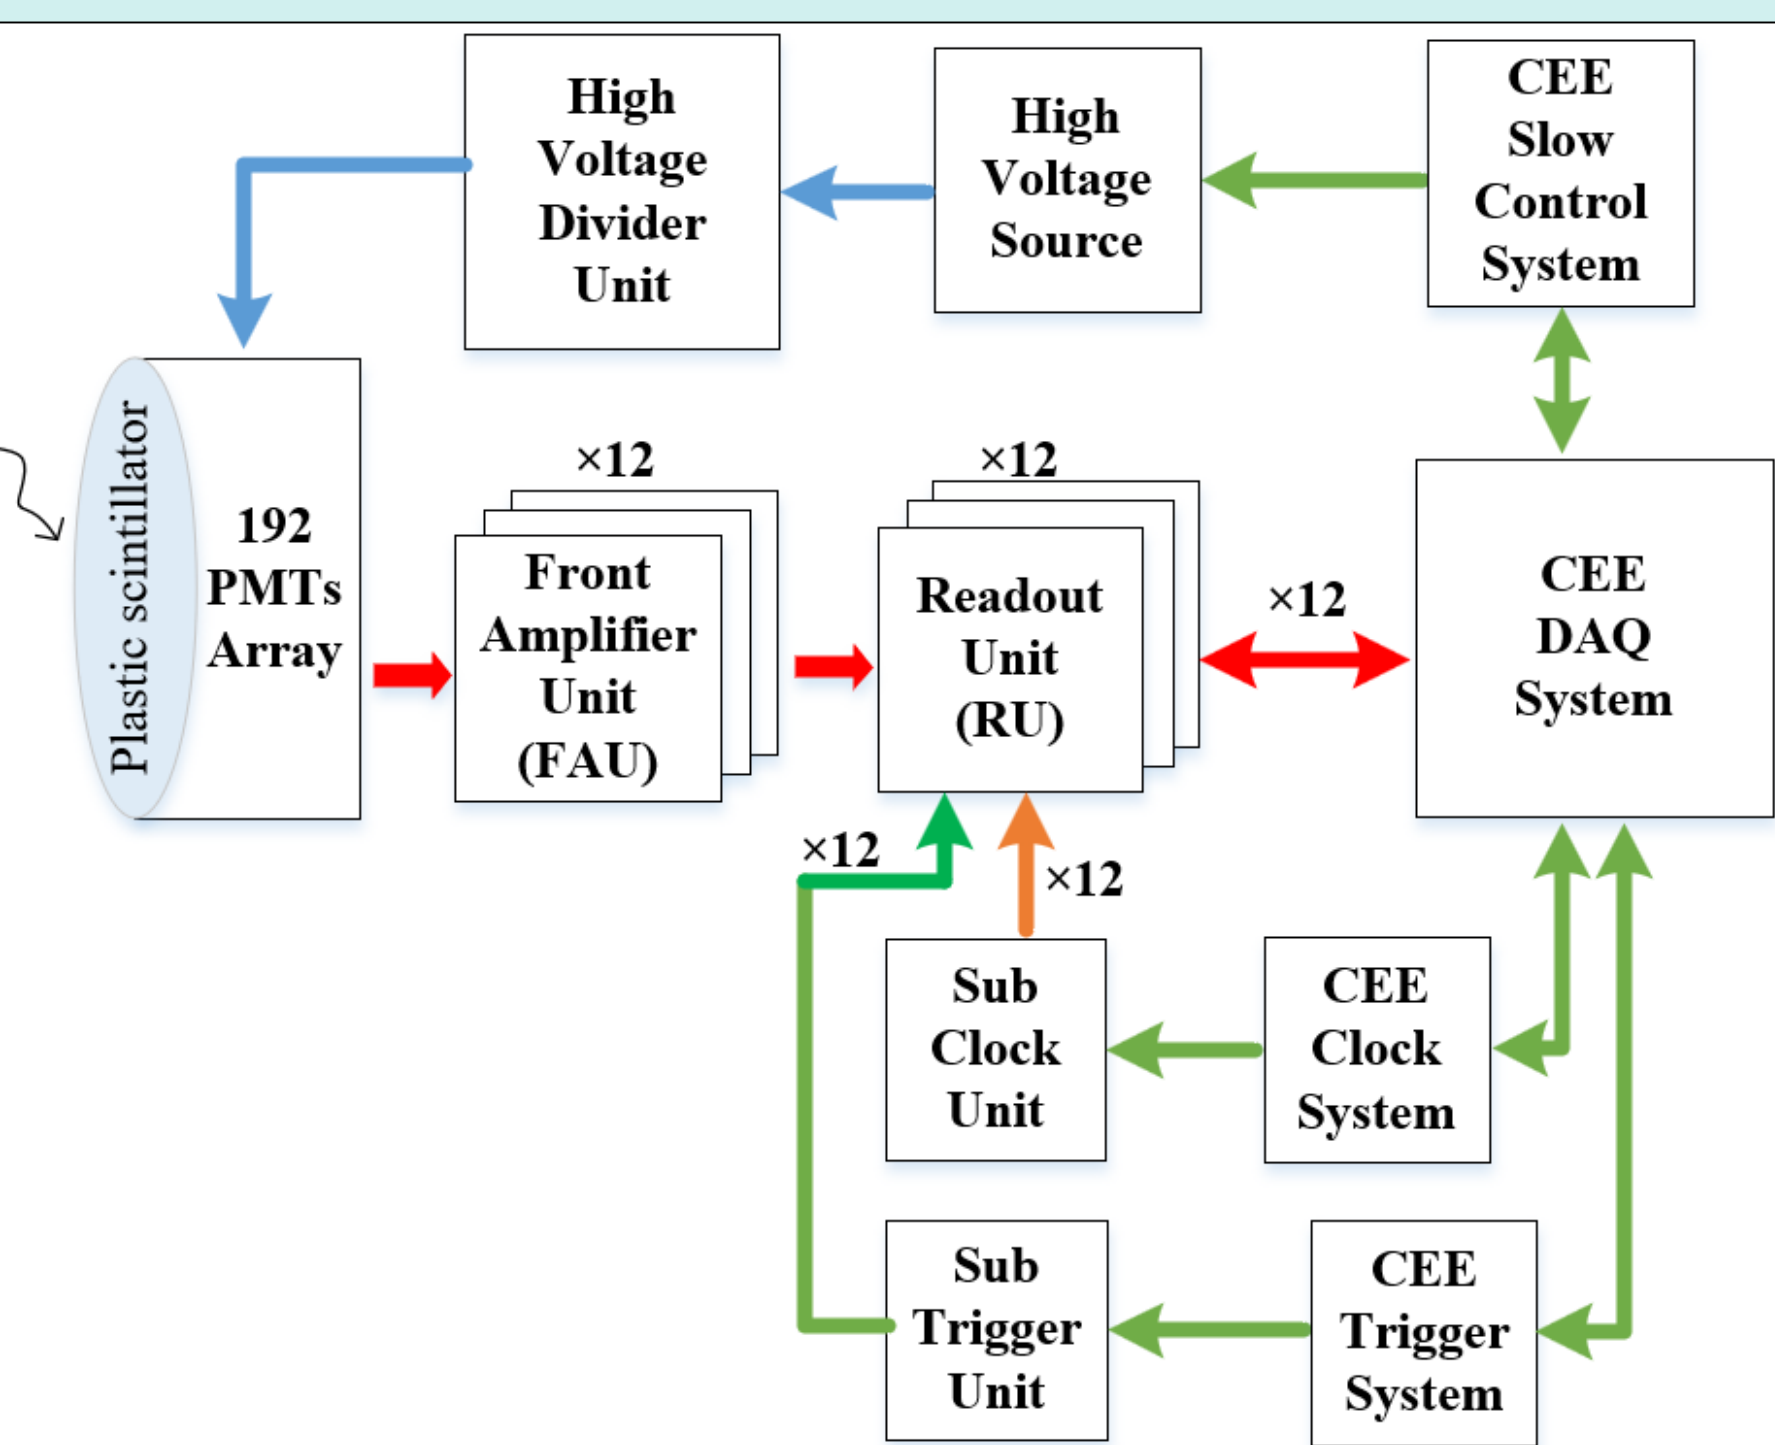 High
Voltage
Divider
Unit
High
Voltage
Source
CEE
Slow
Control
System
Plastic scintillator
192
PMTs
Array
×12
Front
Amplifier
Unit
(FAU)
×12
Readout
Unit
(RU)
×12
CEE
DAQ
System
×12
×12
Sub
Clock
Unit
CEE
Clock
System
Sub
Trigger
Unit
CEE
Trigger
System